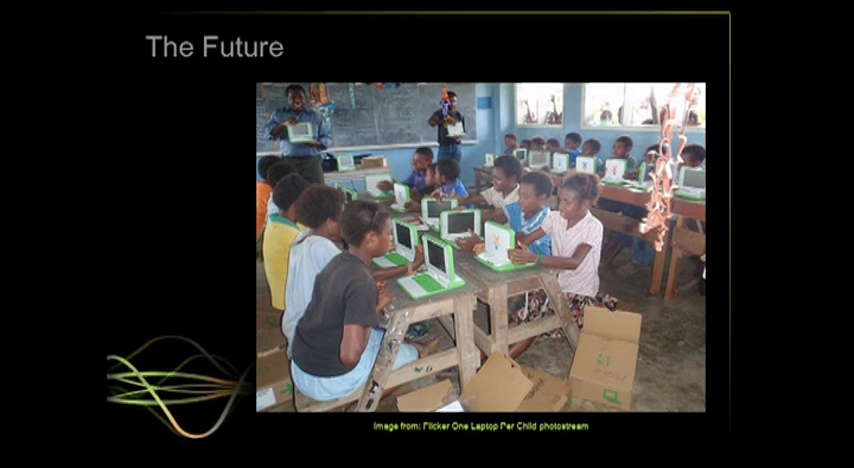 The Future
Image from: Flicker One Laptop Per Child photostream